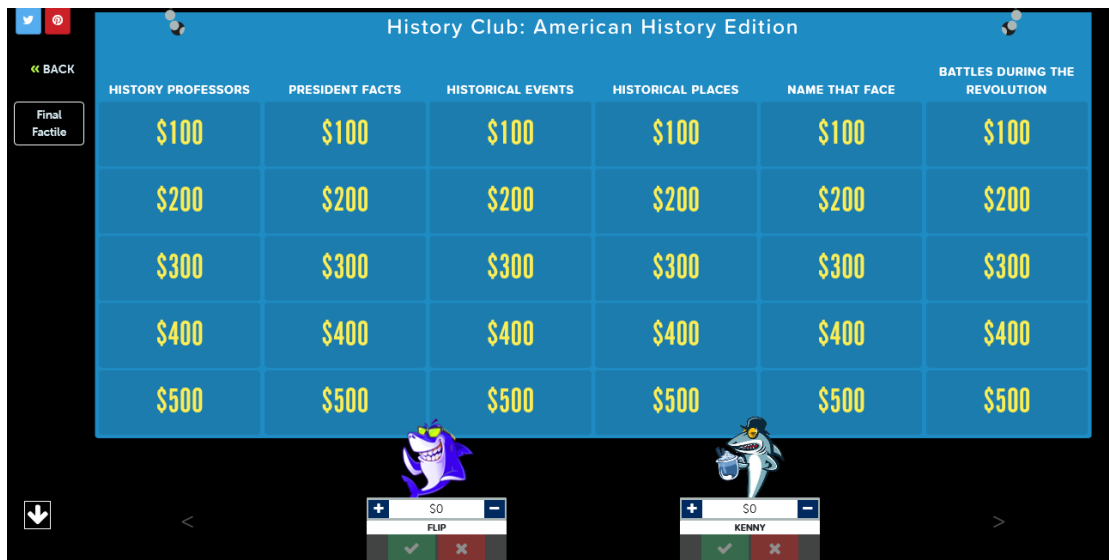 History Club: American History Edition
« BACK
Final
Factile
HISTORY PROFESSORS
PRESIDENT FACTS
HISTORICAL EVENTS
HISTORICAL PLACES
NAME THAT FACE
BATTLES DURING THE
REVOLUTION
$100 $100 $100 $100 $100 $100
$200 $200 $200 $200 $200 $200
$300 $300 $300 $300 $300 $300
$400 $400 $400 $400 $400 $400
$500 $500 $500 $500 $500 $500
+ $0 −
FLIP
+ $0 −
KENNY
< >